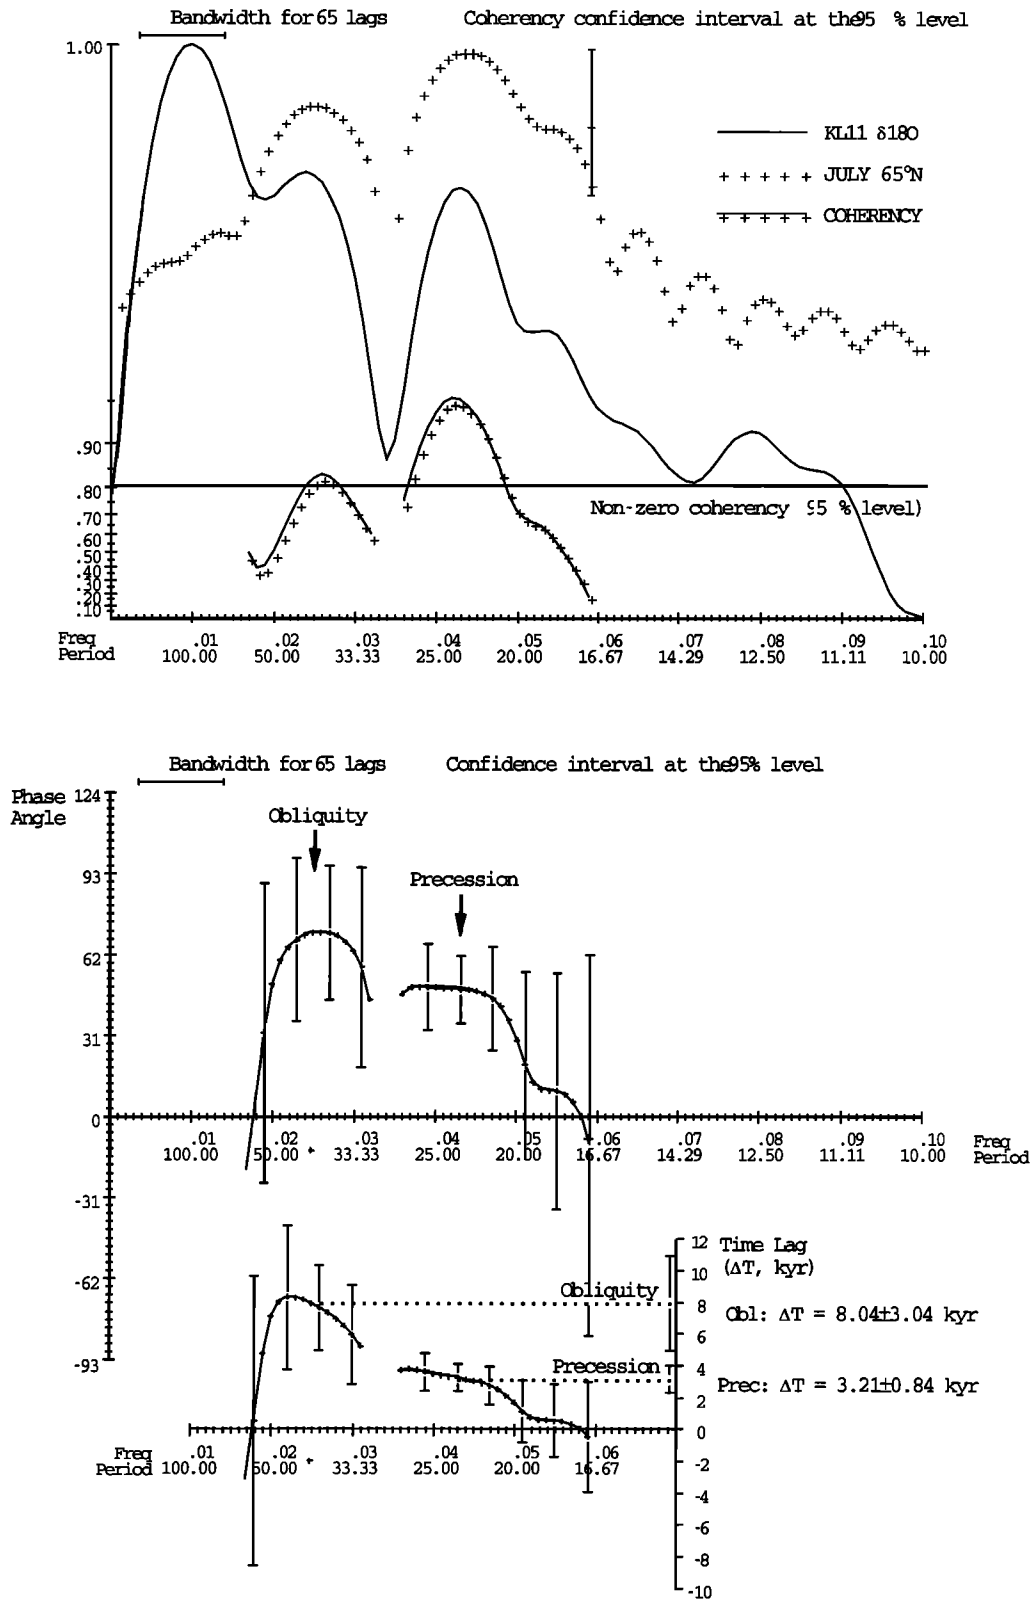 Bandwidth for 65 lags Coherency confidence interval at the95 % level
1.00
KL11 δ18O
JULY 65°N
COHERENCY
.90
.80
Non-zero coherency 95 % level)
.70
.60
.50
.40
.30
.20
.10
Freq .01 .02 .03 .04 .05 .06 .07 .08 .09 .10
Period 100.00 50.00 33.33 25.00 20.00 16.67 14.29 12.50 11.11 10.00
Bandwidth for 65 lags Confidence interval at the95% level
Phase Angle
124
Obliquity
93
Precession
62
31
0
.01 .02 .03 .04 .05 .06 .07 .08 .09 .10 Freq
100.00 50.00 33.33 25.00 20.00 16.67 14.29 12.50 11.11 10.00 Period
-31
-62
-93
12 Time Lag
10 (ΔT, kyr)
Obliquity
8 Obl: ΔT = 8.04±3.04 kyr
6
Precession 4
Prec: ΔT = 3.21±0.84 kyr
2
0
Freq .01 .02 .03 .04 .05 .06
Period 100.00 50.00 33.33 25.00 20.00 16.67
-2
-4
-6
-8
-10